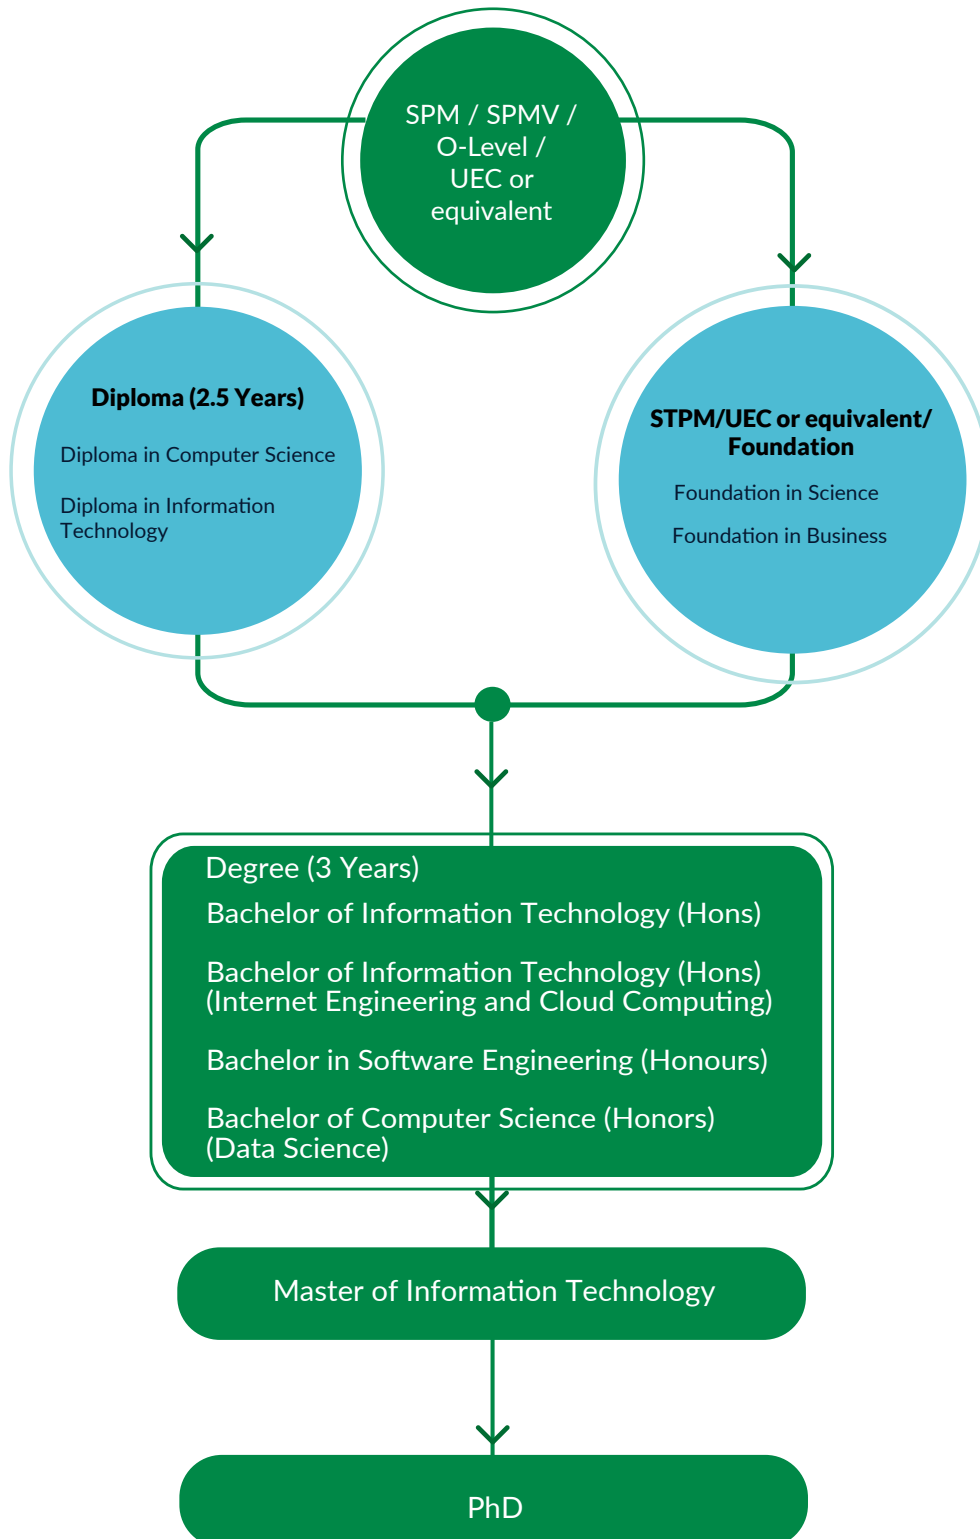 SPM / SPMV /
O-Level /
UEC or
equivalent
Diploma (2.5 Years)
Diploma in Computer Science
Diploma in Information
Technology
STPM/UEC or equivalent/
Foundation
Foundation in Science
Foundation in Business
Degree (3 Years)
Bachelor of Information Technology (Hons)
Bachelor of Information Technology (Hons)
(Internet Engineering and Cloud Computing)
Bachelor in Software Engineering (Honours)
Bachelor of Computer Science (Honors)
(Data Science)
Master of Information Technology
PhD